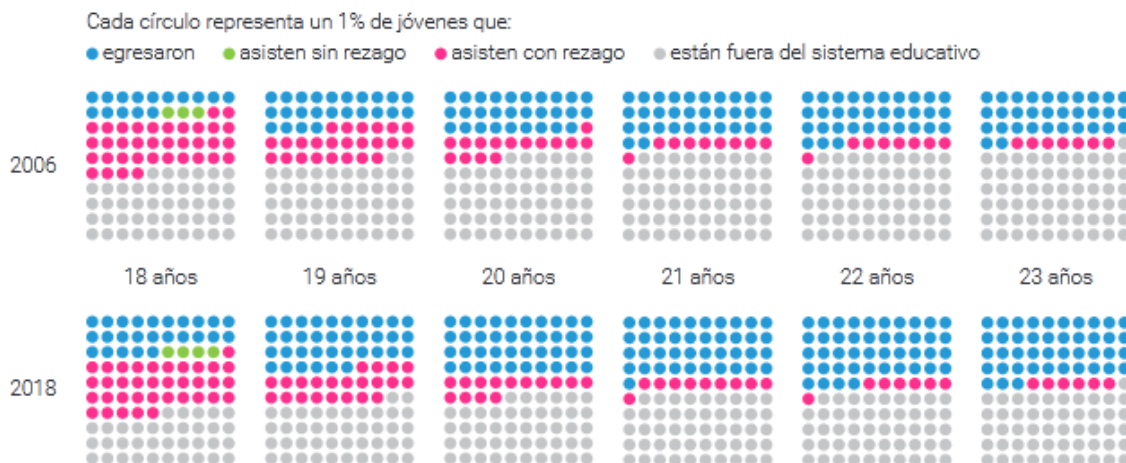 Cada círculo representa un 1% de jóvenes que:
egresaron asisten sin rezago asisten con rezago están fuera del sistema educativo
2006
18 años 19 años 20 años 21 años 22 años 23 años
2018